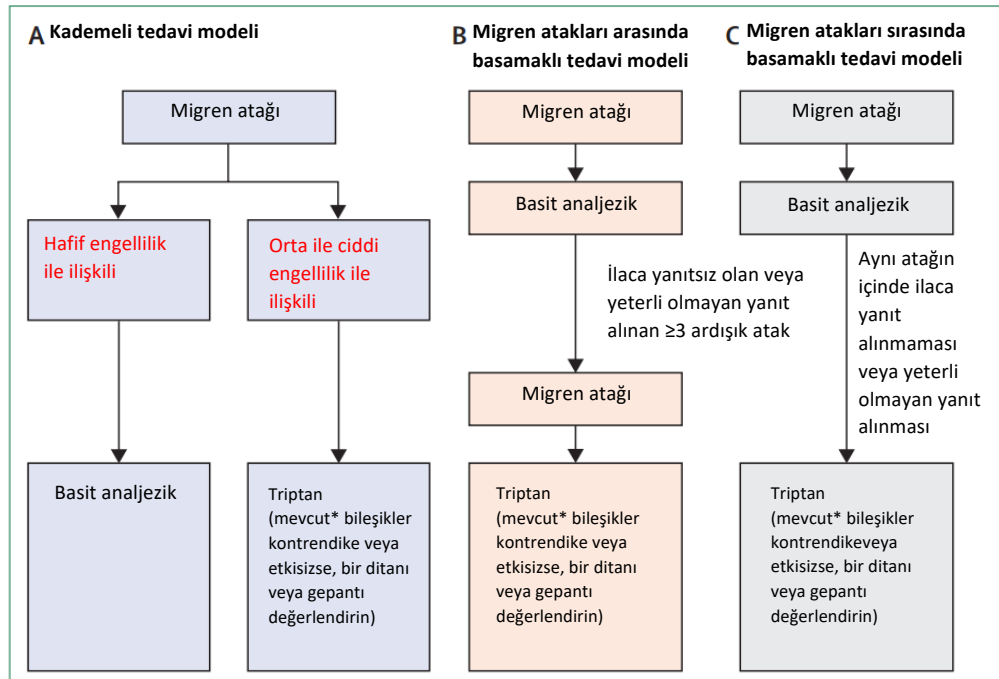 A Kademeli tedavi modeli
Migren atağı
Hafif engellilik
ile ilişkili
Orta ile ciddi
engellilik ile
ilişkili
Basit analjezik
Triptan
(mevcut* bileşikler
kontrendike veya
etkisizse, bir ditanı
veya gepantı
değerlendirin)
B Migren atakları arasında
basamaklı tedavi modeli
Migren atağı
Basit analjezik
İlaca yanıtsız olan veya
yeterli olmayan yanıt
alınan ≥3 ardışık atak
Migren atağı
Triptan
(mevcut* bileşikler
kontrendike veya
etkisizse, bir ditanı
veya gepantı
değerlendirin)
C Migren atakları sırasında
basamaklı tedavi modeli
Migren atağı
Basit analjezik
Aynı atağın
içinde ilaca
yanıt
alınmaması
veya yeterli
olmayan yanıt
alınması
Triptan
(mevcut* bileşikler
kontrendikeveya
etkisizse, bir ditanı
veya gepantı
değerlendirin)